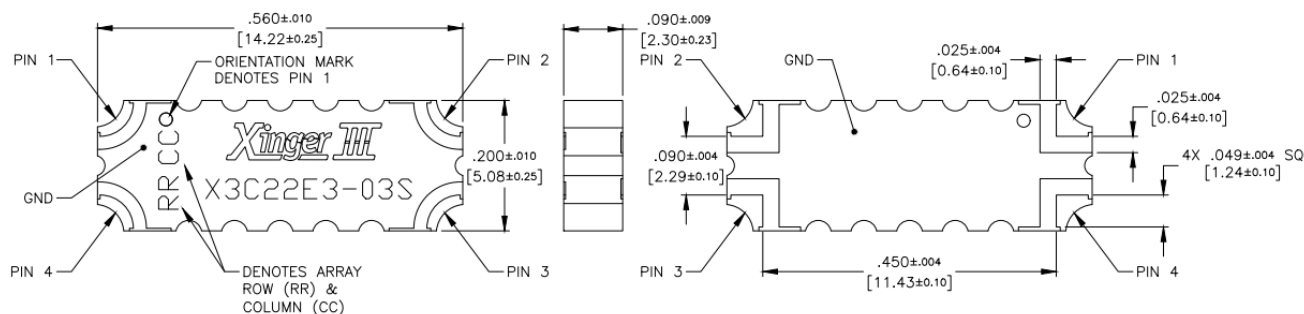 .560±.010
[14.22±0.25]
PIN 1
ORIENTATION MARK
DENOTES PIN 1
PIN 2
RR CC
Xinger III
X3C22E3-03S
GND
.200±.010
[5.08±0.25]
PIN 4
DENOTES ARRAY
ROW (RR) &
COLUMN (CC)
PIN 3
.090±.009
[2.30±0.23]
PIN 2
GND
.025±.004
[0.64±0.10]
PIN 1
.025±.004
[0.64±0.10]
.090±.004
[2.29±0.10]
4X .049±.004 SQ
[1.24±0.10]
PIN 3
.450±.004
[11.43±0.10]
PIN 4